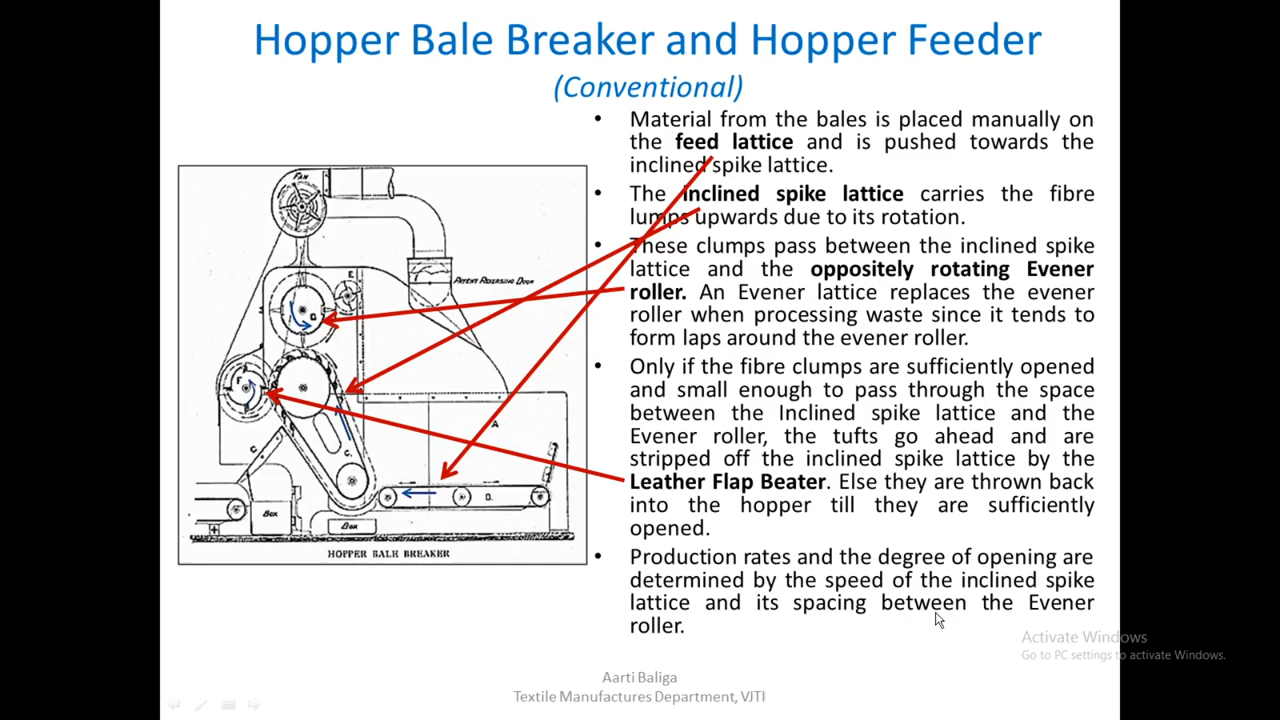 Hopper Bale Breaker and Hopper Feeder
(Conventional)
• Material from the bales is placed manually on
the feed lattice and is pushed towards the
inclined spike lattice.
• The inclined spike lattice carries the fibre
lumps upwards due to its rotation.
• These clumps pass between the inclined spike
lattice and the oppositely rotating Evener
roller. An Evener lattice replaces the evener
roller when processing waste since it tends to
form laps around the evener roller.
• Only if the fibre clumps are sufficiently opened
and small enough to pass through the space
between the Inclined spike lattice and the
Evener roller, the tufts go ahead and are
stripped off the inclined spike lattice by the
Leather Flap Beater. Else they are thrown back
into the hopper till they are sufficiently
opened.
• Production rates and the degree of opening are
determined by the speed of the inclined spike
lattice and its spacing between the Evener
roller.
FAN
E
PATENT REVERSING DOOR
G
F
A
C
C
D.
BOX
BOX
HOPPER BALE BREAKER
Activate Windows
Go to PC settings to activate Windows.
Aarti Baliga
Textile Manufactures Department, VJTI